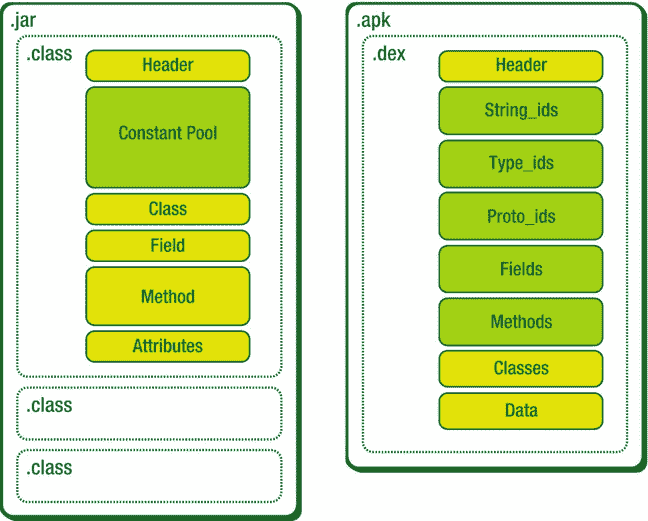 .jar
.class
Header
Constant Pool
Class
Field
Method
Attributes
.class
.class
.apk
.dex
Header
String_ids
Type_ids
Proto_ids
Fields
Methods
Classes
Data